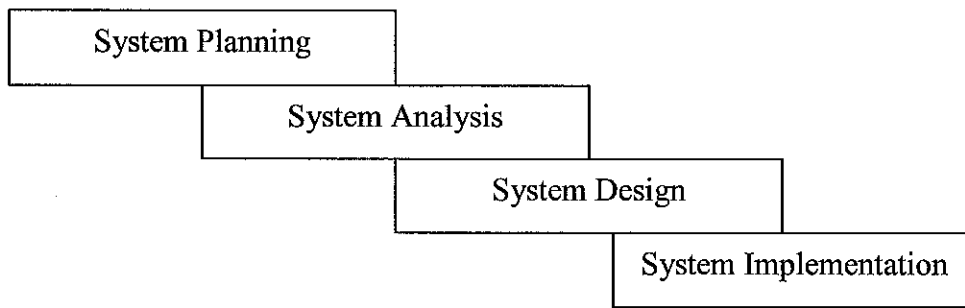 System Planning
System Analysis
System Design
System Implementation